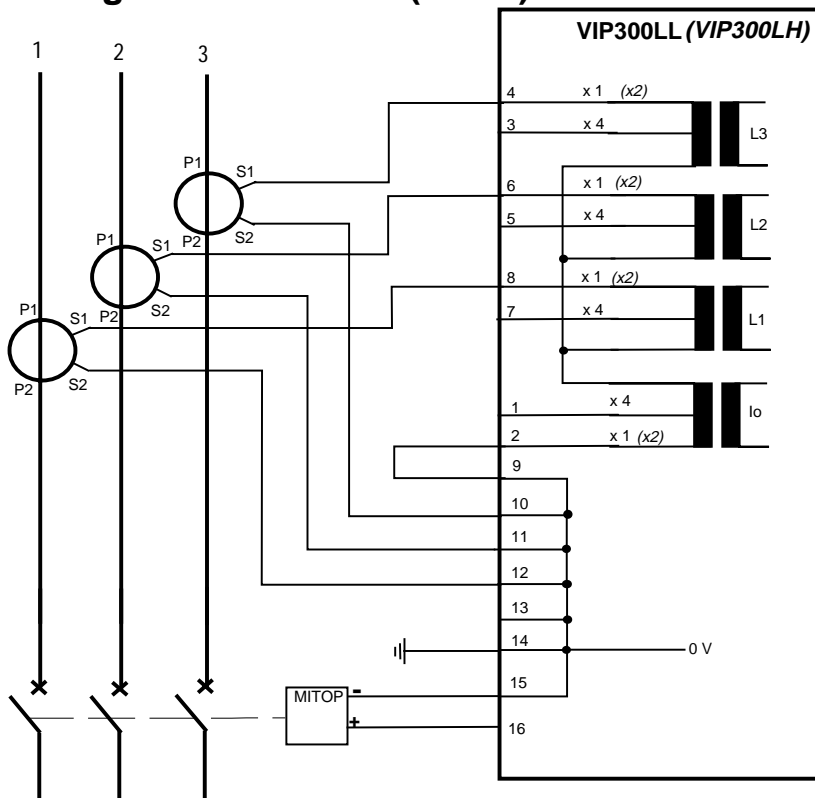 VIP300LL (VIP300LH)
1 2 3
4 x 1 (x2)
3 x 4
L3
P1 S1
P2 S2
6 x 1 (x2)
5 x 4
L2
P1 S1
P2 S2
8 x 1 (x2)
7 x 4
L1
P1 S1
P2 S2
1 x 4
Io
2 x 1 (x2)
9
10
11
12
13
14
0 V
15
MITOP -
+
16